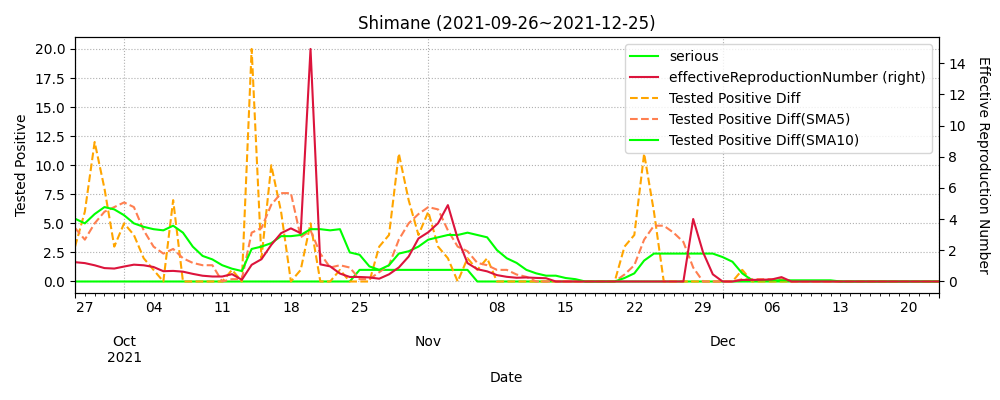 Shimane (2021-09-26~2021-12-25)
serious
effectiveReproductionNumber (right)
Tested Positive Diff
Tested Positive Diff(SMA5)
Tested Positive Diff(SMA10)
Tested Positive
20.0
17.5
15.0
12.5
10.0
7.5
5.0
2.5
0.0
Effective Reproduction Number
14
12
10
8
6
4
2
0
27 04 11 18 25 08 15 22 29 06 13 20
Oct Nov Dec
2021
Date